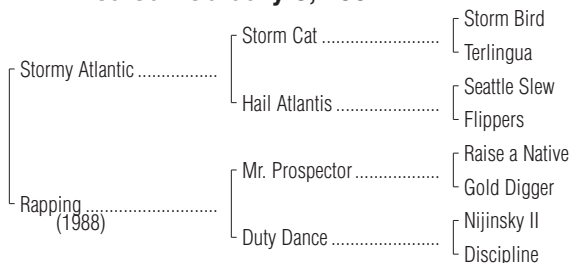 Storm Bird
Storm Cat ........................
Terlingua
Stormy Atlantic ................
Seattle Slew
Hail Atlantis .....................
Flippers
Raise a Native
Mr. Prospector .................
Gold Digger
Rapping ..........................
(1988)
Nijinsky II
Duty Dance ......................
Discipline